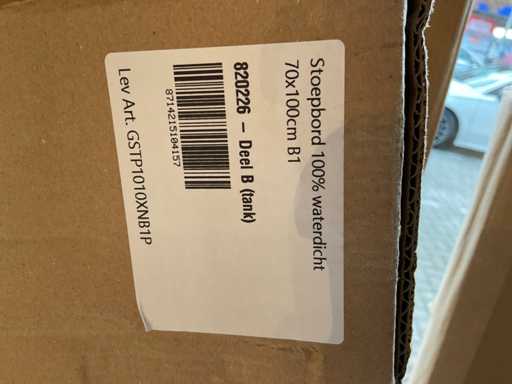 Stoepbord 100% waterdicht
70x100cm B1
820226 – Deel B (tank)
8714215104157
Lev Art. GSTP1010XNB1P